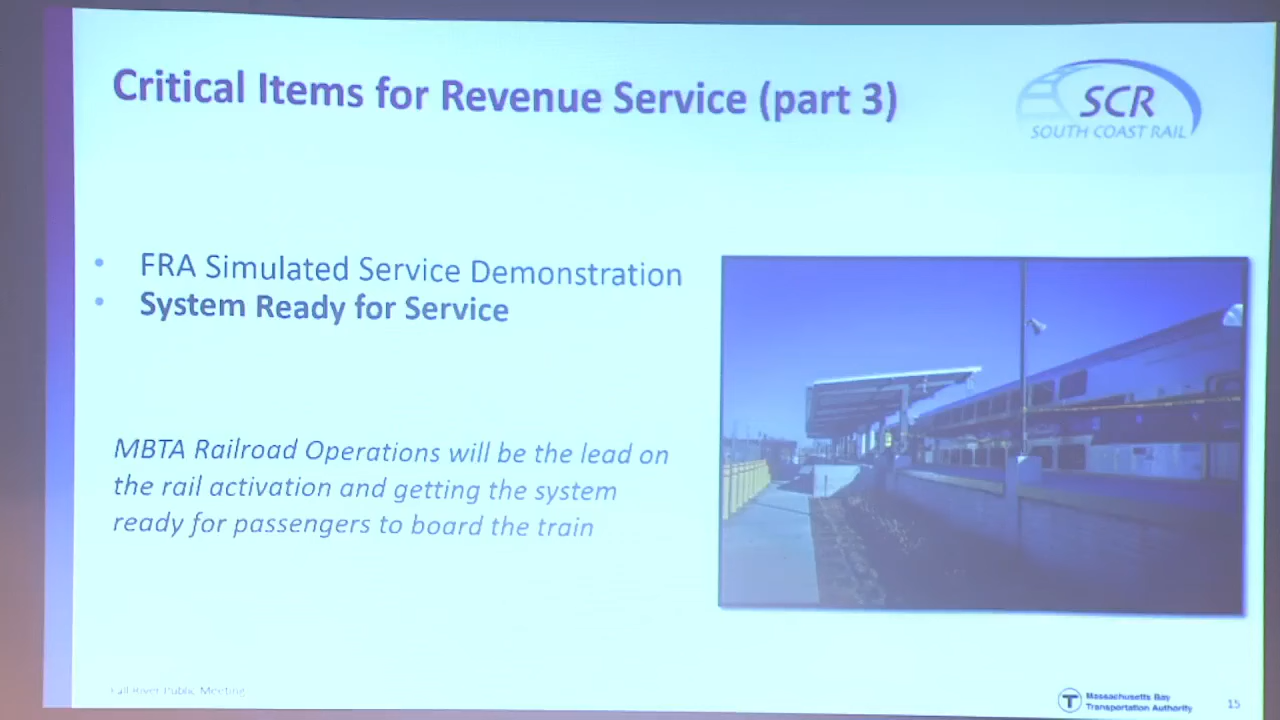 Critical Items for Revenue Service (part 3)
SCR
SOUTH COAST RAIL
• FRA Simulated Service Demonstration
• System Ready for Service
MBTA Railroad Operations will be the lead on
the rail activation and getting the system
ready for passengers to board the train
Fall River Public Meeting
T
Massachusetts Bay
Transportation Authority
15